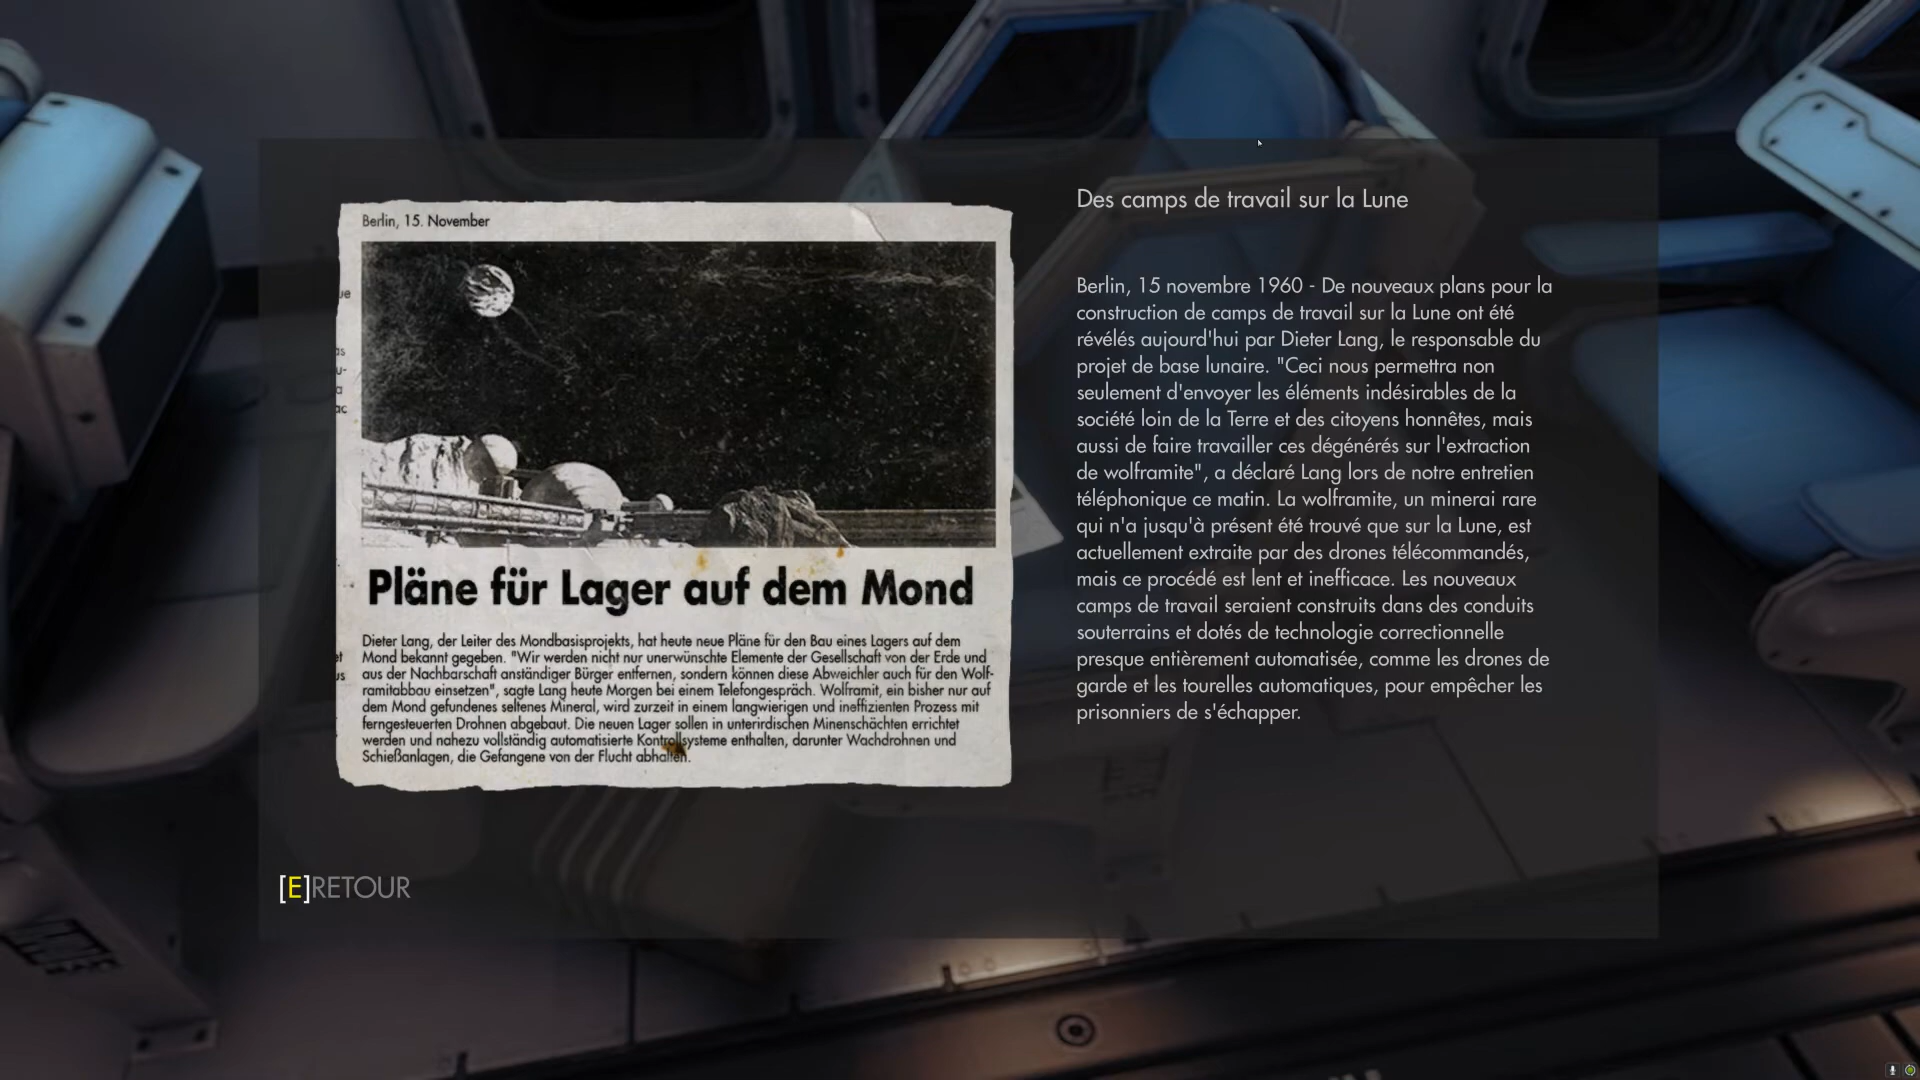 Berlin, 15. November
Pläne für Lager auf dem Mond
Dieter Lang, der Leiter des Mondbasisprojekts, hat heute neue Pläne für den Bau eines Lagers auf dem
Mond bekannt gegeben. "Wir werden nicht nur unerwünschte Elemente der Gesellschaft von der Erde und
aus der Nachbarschaft anständiger Bürger entfernen, sondern können diese Abweichler auch für den Wolf-
ramitabbau einsetzen", sagte Lang heute Morgen bei einem Telefongespräch. Wolframit, ein bisher nur auf
dem Mond gefundenes seltenes Mineral, wird zurzeit in einem langwierigen und ineffizienten Prozess mit
ferngesteuerten Drohnen abgebaut. Die neuen Lager sollen in unterirdischen Minenschächten errichtet
werden und nahezu vollständig automatisierte Kontrollsysteme enthalten, darunter Wachdrohnen und
Schießanlagen, die Gefangene von der Flucht abhalten.
Des camps de travail sur la Lune
Berlin, 15 novembre 1960 - De nouveaux plans pour la
construction de camps de travail sur la Lune ont été
révélés aujourd'hui par Dieter Lang, le responsable du
projet de base lunaire. "Ceci nous permettra non
seulement d'envoyer les éléments indésirables de la
société loin de la Terre et des citoyens honnêtes, mais
aussi de faire travailler ces dégénérés sur l'extraction
de wolframite", a déclaré Lang lors de notre entretien
téléphonique ce matin. La wolframite, un minerai rare
qui n'a jusqu'à présent été trouvé que sur la Lune, est
actuellement extraite par des drones télécommandés,
mais ce procédé est lent et inefficace. Les nouveaux
camps de travail seraient construits dans des conduits
souterrains et dotés de technologie correctionnelle
presque entièrement automatisée, comme les drones de
garde et les tourelles automatiques, pour empêcher les
prisonniers de s'échapper.
[E]RETOUR